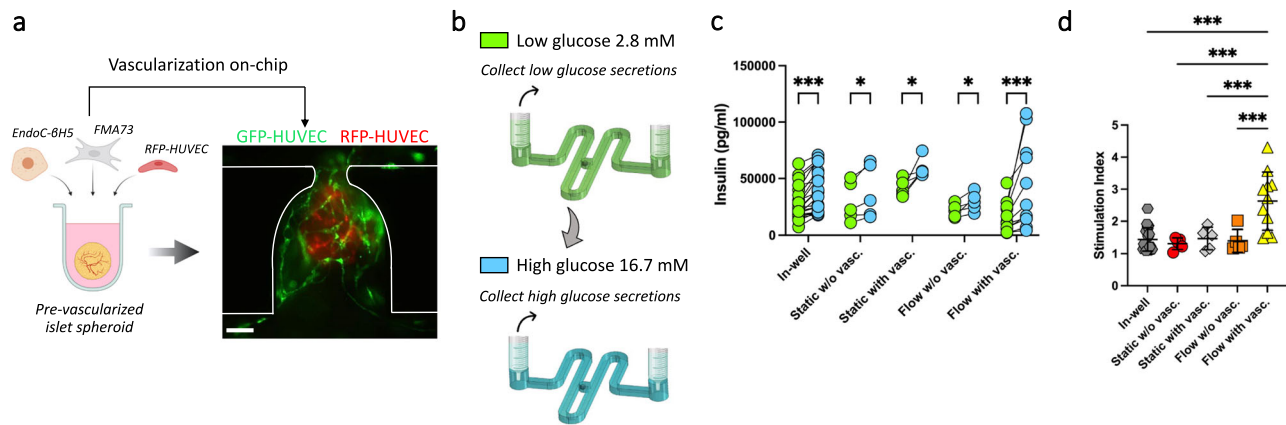 a
Vascularization on-chip
EndoC-βH5
FMA73
RFP-HUVEC
GFP-HUVEC RFP-HUVEC
Pre-vascularized
islet spheroid
b
Low glucose 2.8 mM
Collect low glucose secretions
High glucose 16.7 mM
Collect high glucose secretions
c
Insulin (pg/ml)
150000
100000
50000
0
***
*
*
*
***
In-well
Static w/o vasc.
Static with vasc.
Flow w/o vasc.
Flow with vasc.
d
***
***
***
***
Stimulation Index
5
4
3
2
1
0
In-well
Static w/o vasc.
Static with vasc.
Flow w/o vasc.
Flow with vasc.